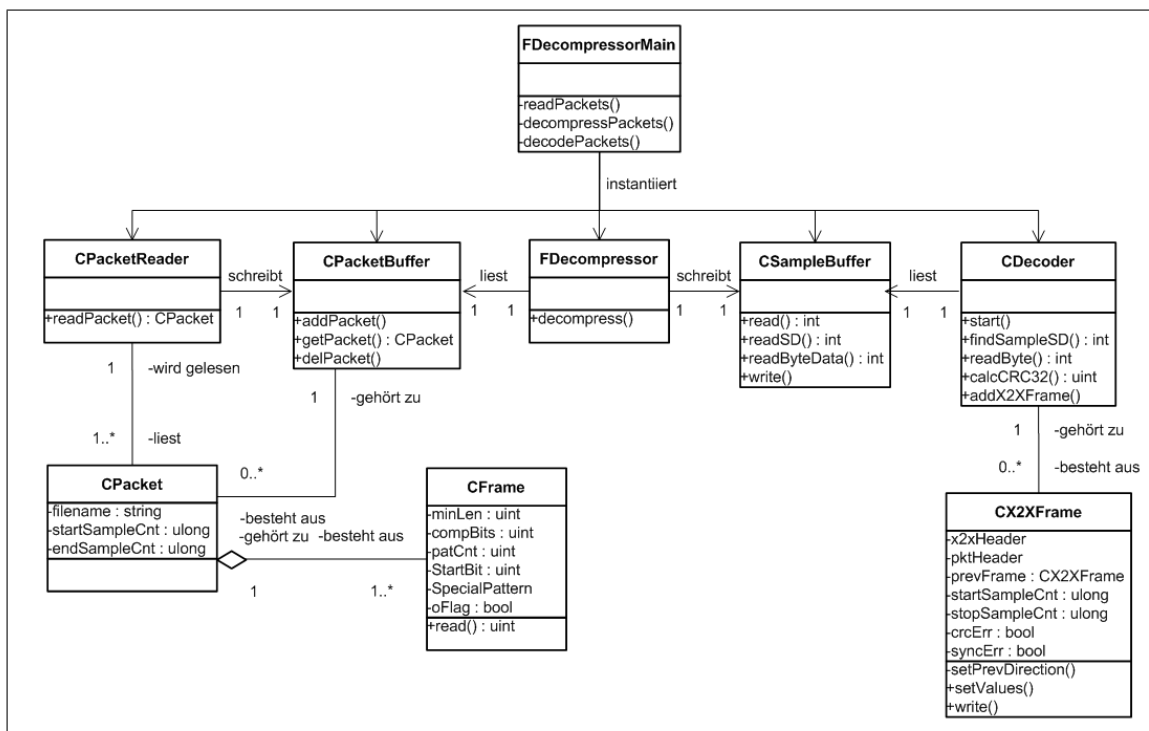 FDecompressorMain
-readPackets()
-decompressPackets()
-decodePackets()
instantiiert
CPacketReader
+readPacket() : CPacket
schreibt
1 1
CPacketBuffer
+addPacket()
+getPacket() : CPacket
+delPacket()
liest
1 1
FDecompressor
+decompress()
schreibt
1 1
CSampleBuffer
+read() : int
+readSD() : int
+readByteData() : int
+write()
liest
1 1
CDecoder
+start()
+findSampleSD() : int
+readByte() : int
+calcCRC32() : uint
+addX2XFrame()
1 -wird gelesen
1..* -liest
1 -gehört zu
0..*
1 -gehört zu
0..* -besteht aus
CPacket
-filename : string
-startSampleCnt : ulong
-endSampleCnt : ulong
-besteht aus
-gehört zu -besteht aus
1 1..*
CFrame
-minLen : uint
-compBits : uint
-patCnt : uint
-StartBit : uint
-SpecialPattern
-oFlag : bool
+read() : uint
CX2XFrame
-x2xHeader
-pktHeader
-prevFrame : CX2XFrame
-startSampleCnt : ulong
-stopSampleCnt : ulong
-crcErr : bool
-syncErr : bool
-setPrevDirection()
+setValues()
+write()